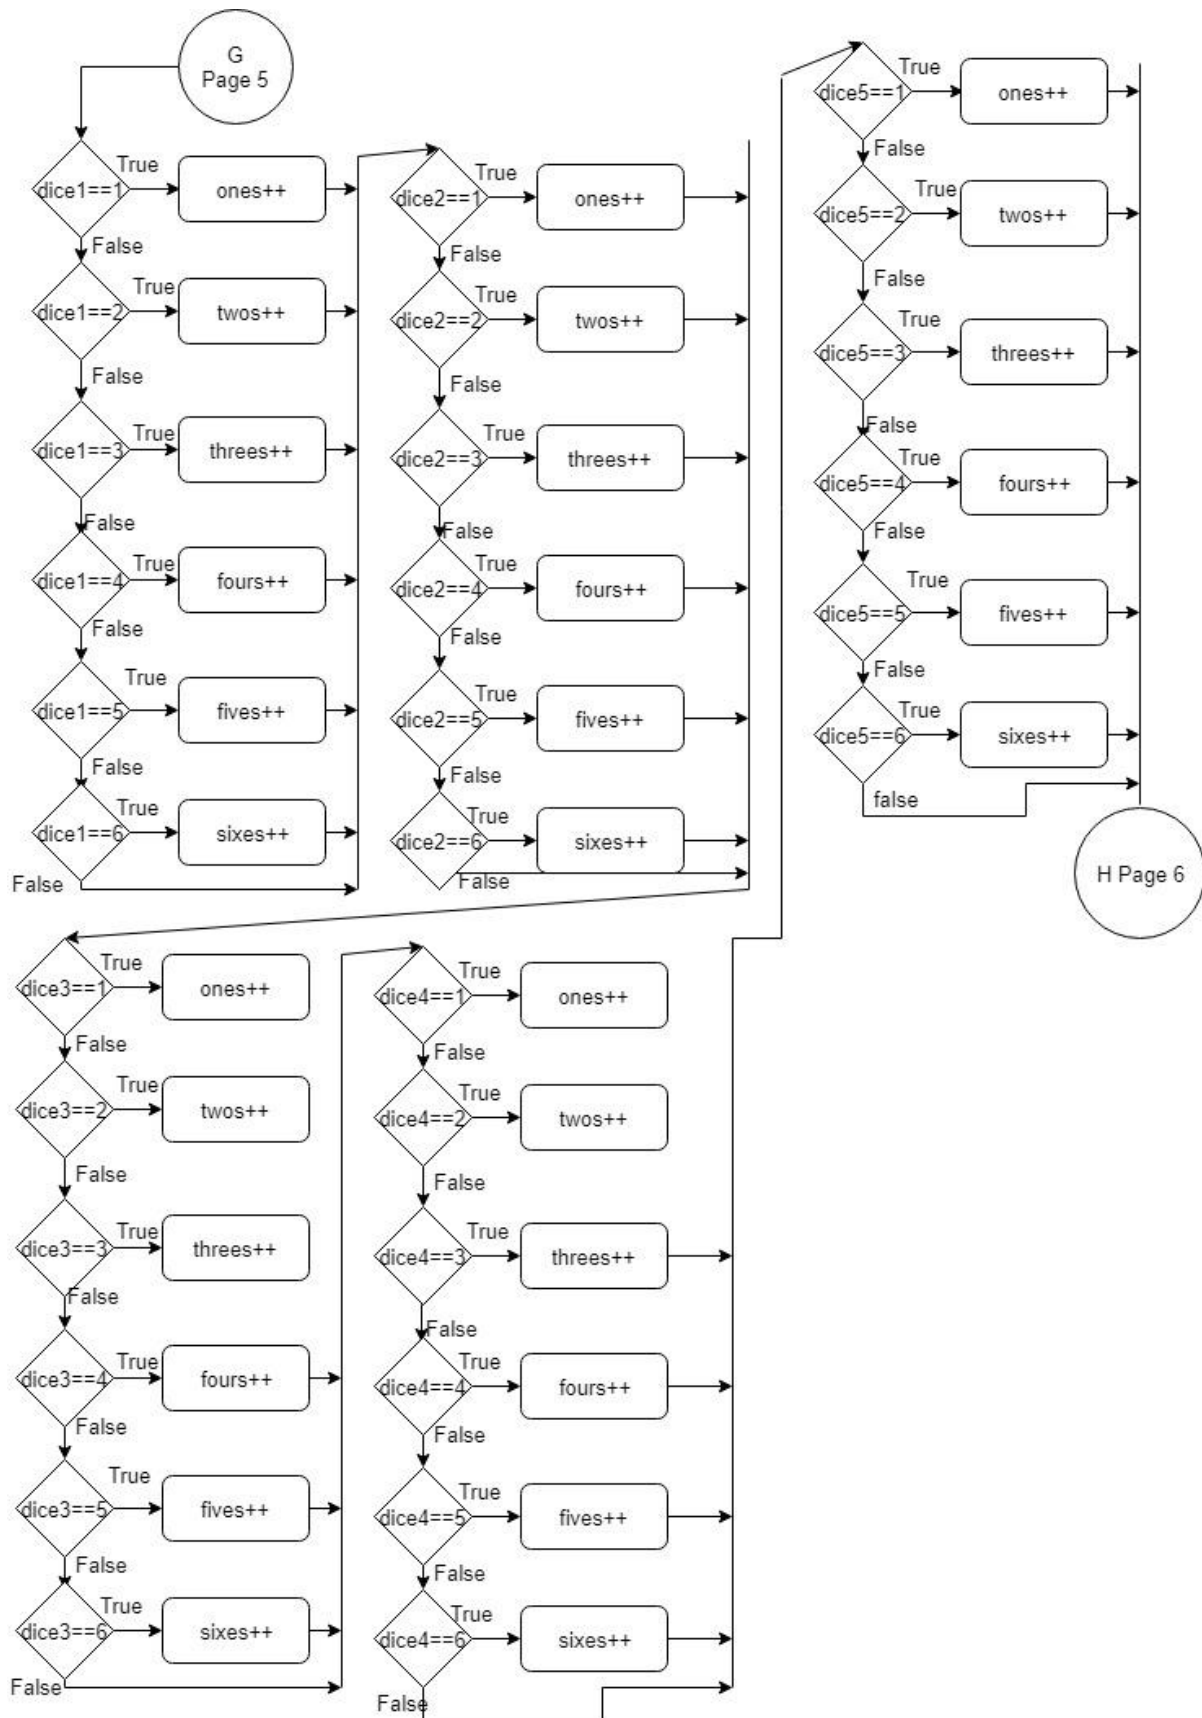 G
Page 5
dice1==1
True
ones++
False
dice1==2
True
twos++
False
dice1==3
True
threes++
False
dice1==4
True
fours++
False
dice1==5
True
fives++
False
dice1==6
True
sixes++
False
dice2==1
True
ones++
False
dice2==2
True
twos++
False
dice2==3
True
threes++
False
dice2==4
True
fours++
False
dice2==5
True
fives++
False
dice2==6
True
sixes++
False
dice3==1
True
ones++
False
dice3==2
True
twos++
False
dice3==3
True
threes++
False
dice3==4
True
fours++
False
dice3==5
True
fives++
False
dice3==6
True
sixes++
False
dice4==1
True
ones++
False
dice4==2
True
twos++
False
dice4==3
True
threes++
False
dice4==4
True
fours++
False
dice4==5
True
fives++
False
dice4==6
True
sixes++
False
dice5==1
True
ones++
False
dice5==2
True
twos++
False
dice5==3
True
threes++
False
dice5==4
True
fours++
False
dice5==5
True
fives++
False
dice5==6
True
sixes++
false
H Page 6